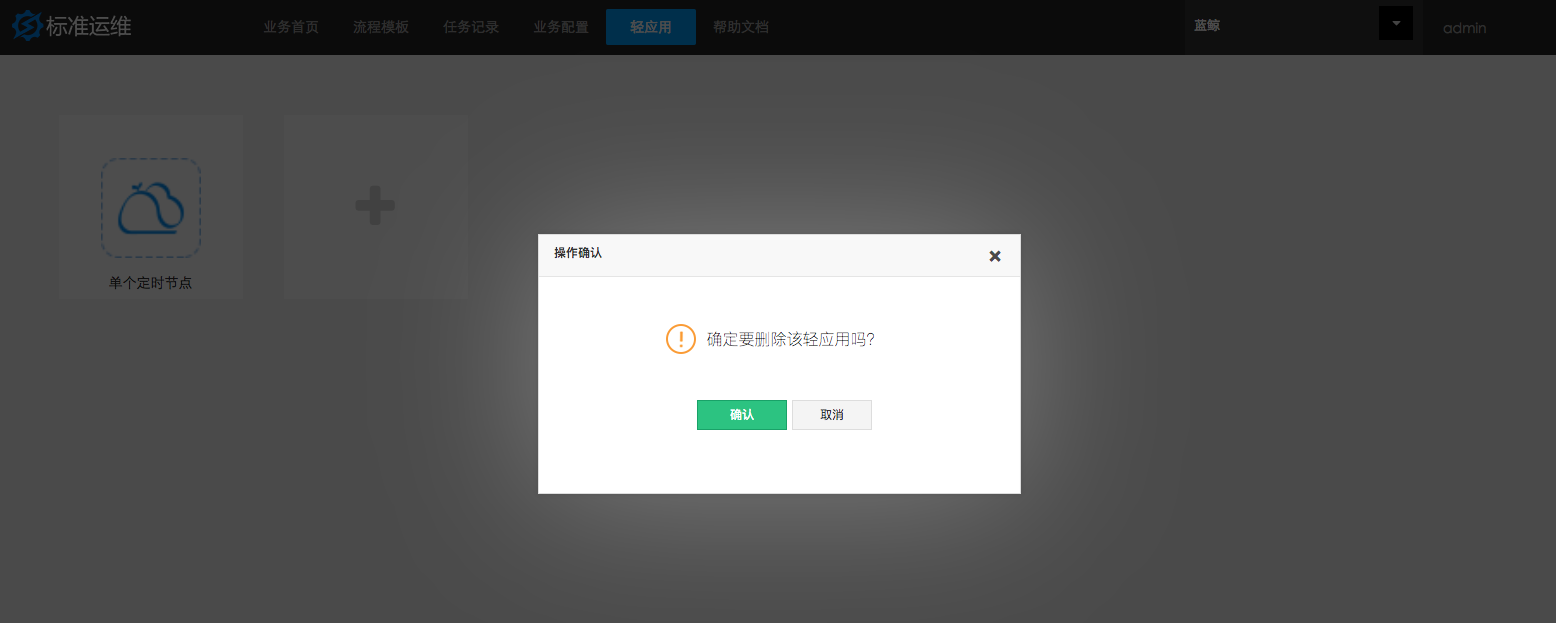 标准运维
业务首页 流程模板 任务记录 业务配置 轻应用 帮助文档
蓝鲸
admin
单个定时节点
操作确认
确定要删除该轻应用吗?
确认 取消